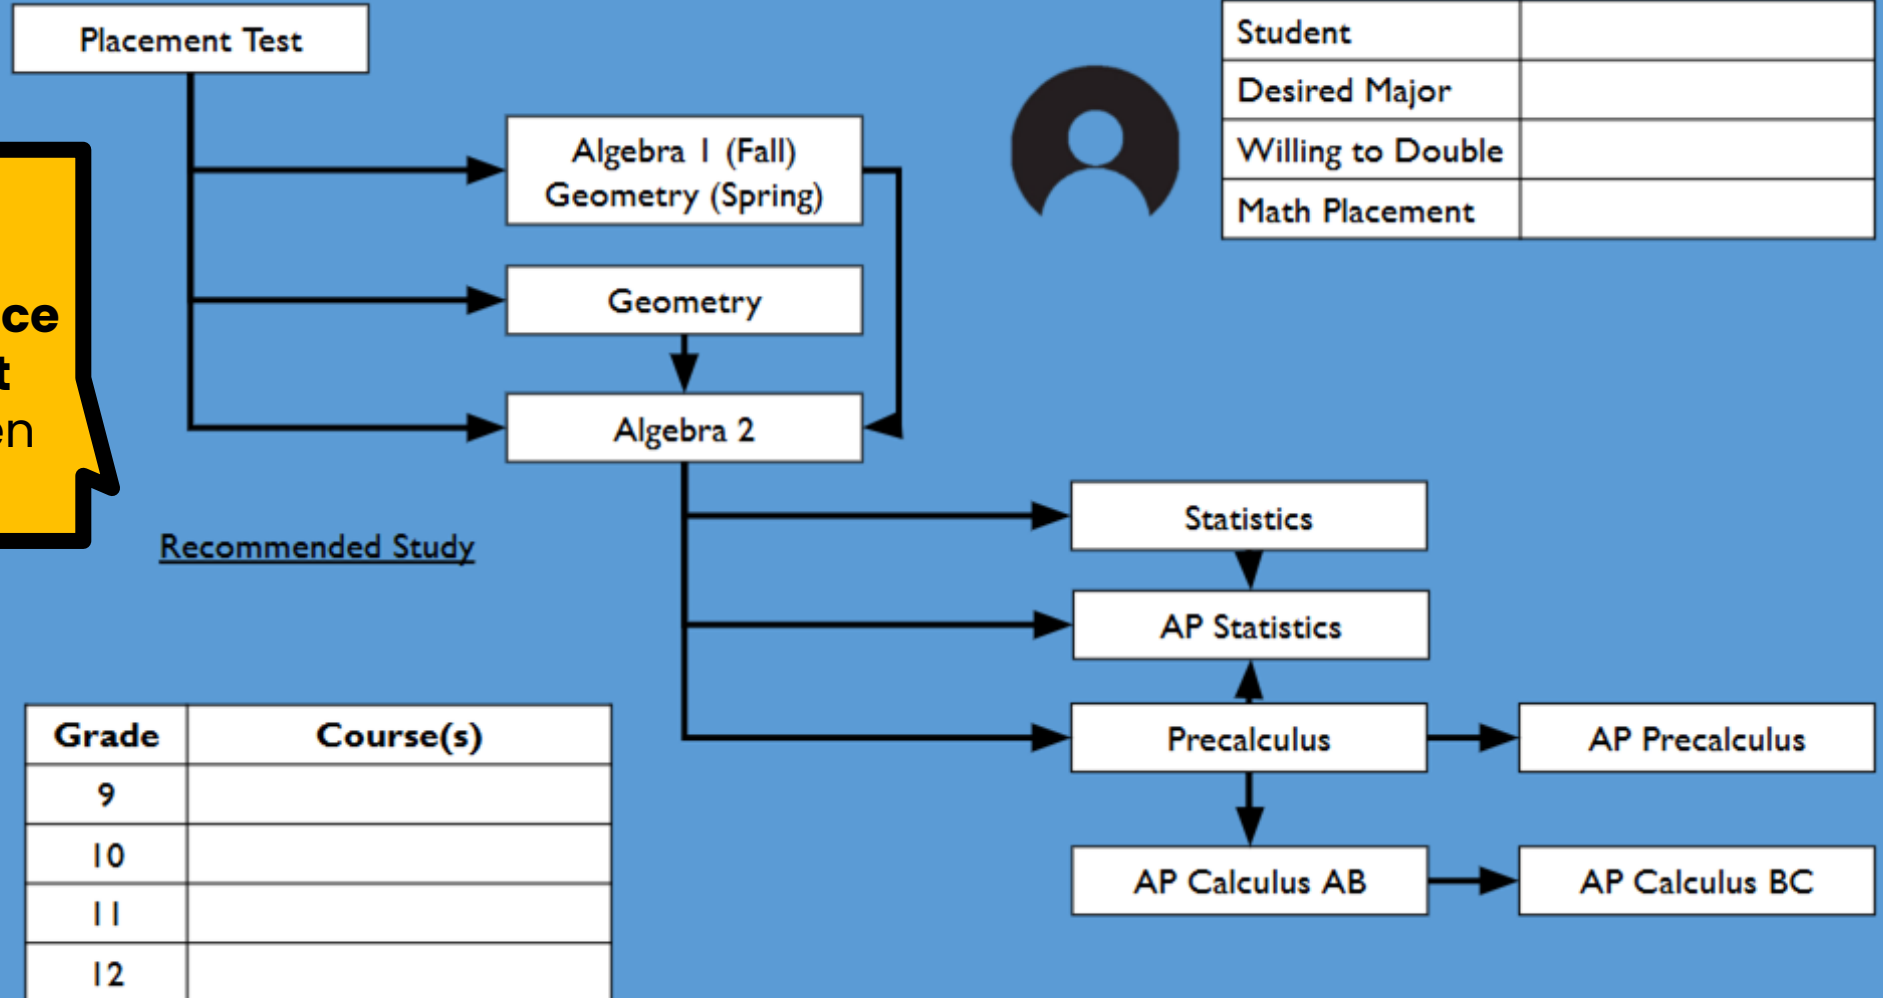 Placement Test
Algebra 1 (Fall)
Geometry (Spring)
Geometry
Algebra 2
Student
Desired Major
Willing to Double
Math Placement
Recommended Study
Statistics
AP Statistics
Precalculus
AP Precalculus
AP Calculus AB
AP Calculus BC
Grade Course(s)
9
10
11
12